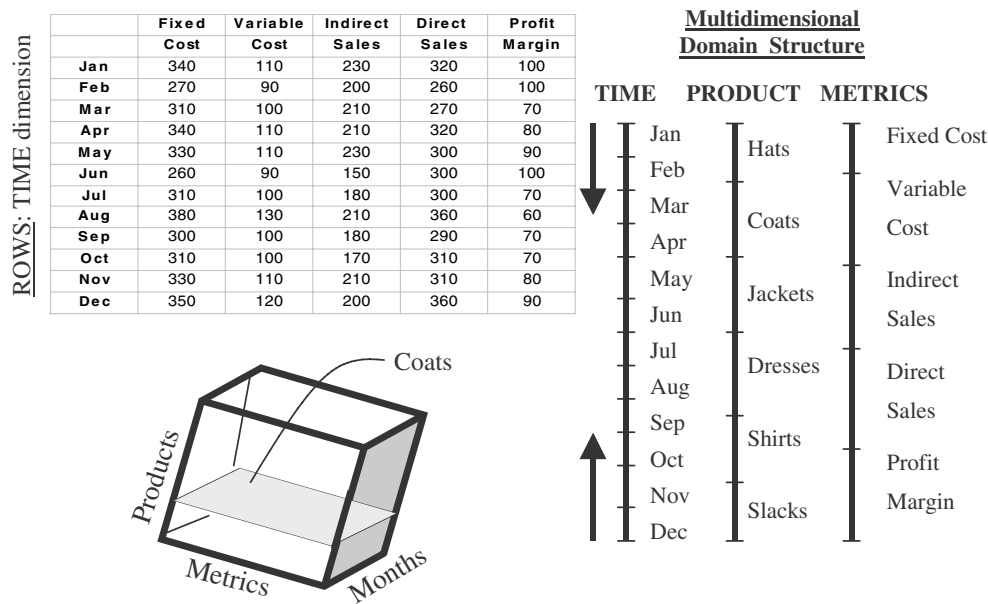 Fixed Variable Indirect Direct Profit
Cost Cost Sales Sales Margin
Jan 340 110 230 320 100
Feb 270 90 200 260 100
Mar 310 100 210 270 70
Apr 340 110 210 320 80
May 330 110 230 300 90
Jun 260 90 150 300 100
Jul 310 100 180 300 70
Aug 380 130 210 360 60
Sep 300 100 180 290 70
Oct 310 100 170 310 70
Nov 330 110 210 310 80
Dec 350 120 200 360 90
ROWS: TIME dimension
Multidimensional
Domain Structure
TIME PRODUCT METRICS
Jan
Feb
Mar
Apr
May
Jun
Jul
Aug
Sep
Oct
Nov
Dec
Hats
Coats
Jackets
Dresses
Shirts
Slacks
Fixed Cost
Variable
Cost
Indirect
Sales
Direct
Sales
Profit
Margin
Coats
Products
Metrics
Months